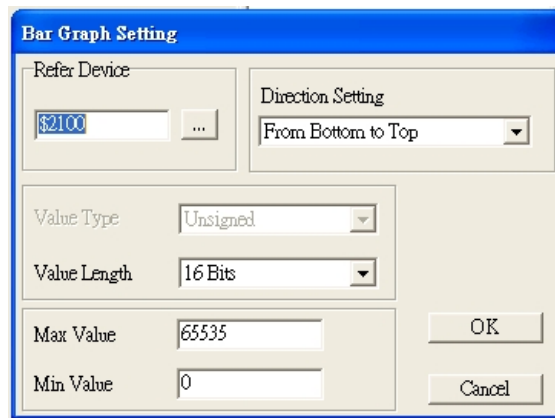 Bar Graph Setting
Refer Device
$2100
...
Direction Setting
From Bottom to Top
Value Type
Unsigned
Value Length
16 Bits
Max Value
65535
Min Value
0
OK
Cancel